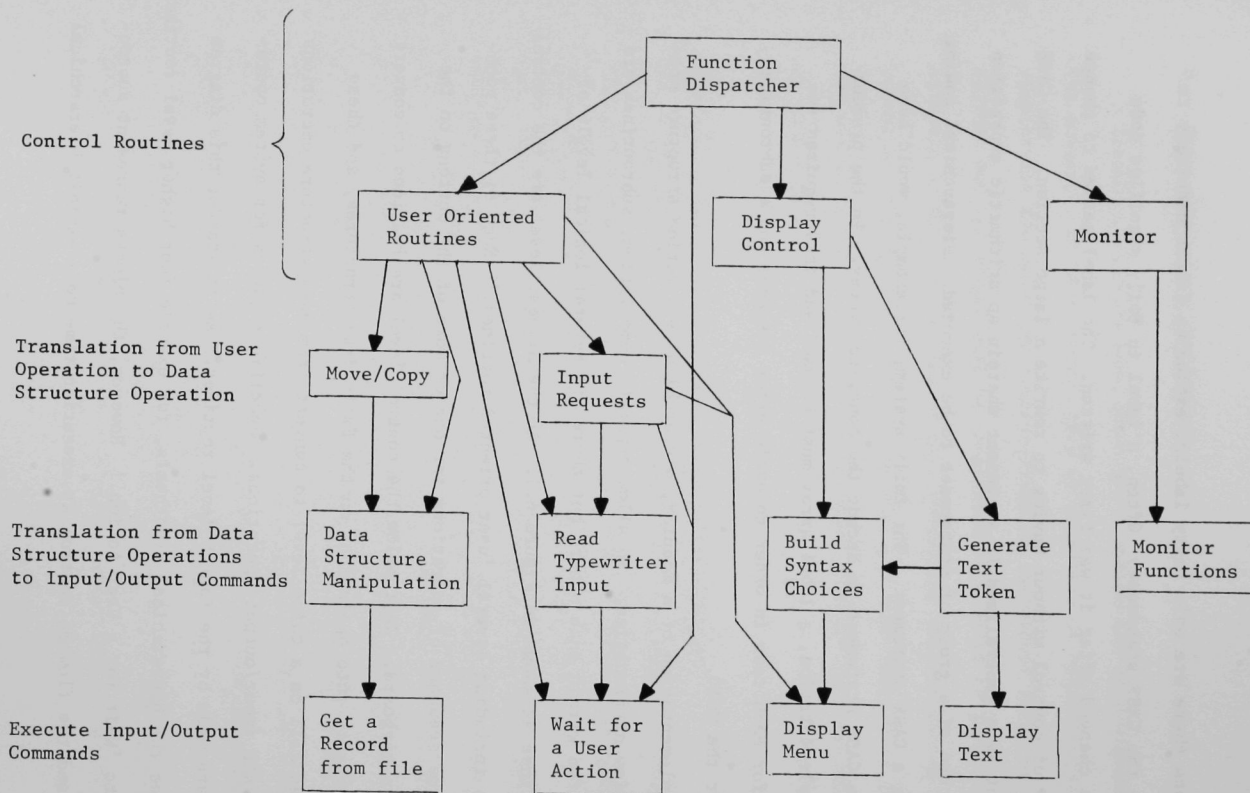 Function
Dispatcher
Control Routines
User Oriented
Routines
Display
Control
Monitor
Translation from User
Operation to Data
Structure Operation
Move/Copy
Input
Requests
Translation from Data
Structure Operations
to Input/Output Commands
Data
Structure
Manipulation
Read
Typewriter
Input
Build
Syntax
Choices
Generate
Text
Token
Monitor
Functions
Execute Input/Output
Commands
Get a
Record
from file
Wait for
a User
Action
Display
Menu
Display
Text